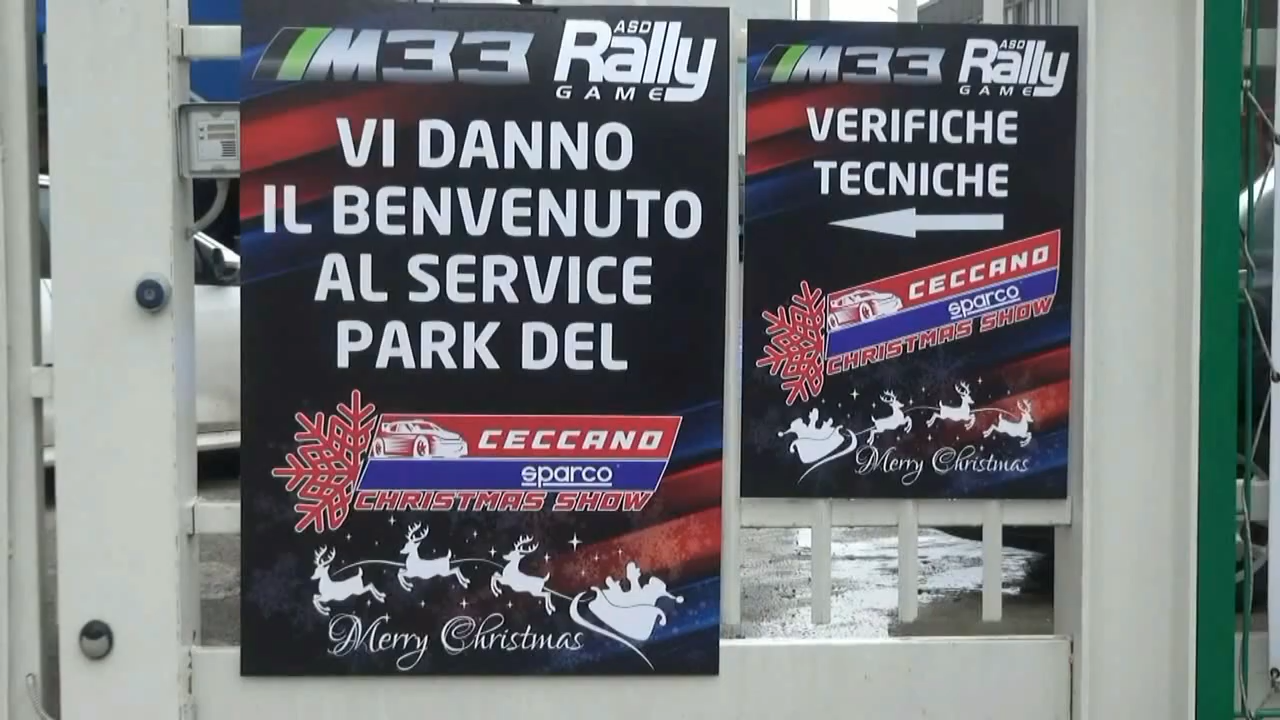 M33 ASD Rally GAME
VI DANNO
IL BENVENUTO
AL SERVICE
PARK DEL
CECCANO
sparco
CHRISTMAS SHOW
Merry Christmas
M33 ASD Rally GAME
VERIFICHE
TECNICHE
CECCANO
sparco
CHRISTMAS SHOW
Merry Christmas